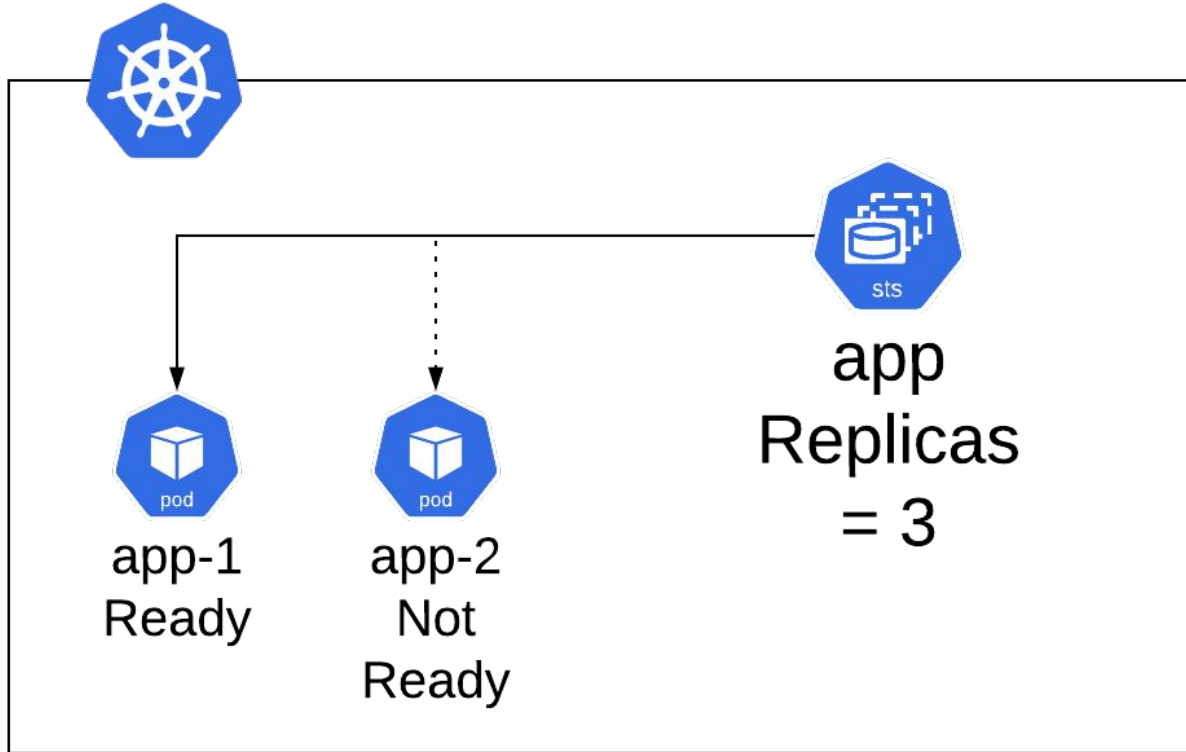 sts
app
Replicas
= 3
pod
app-1
Ready
pod
app-2
Not
Ready